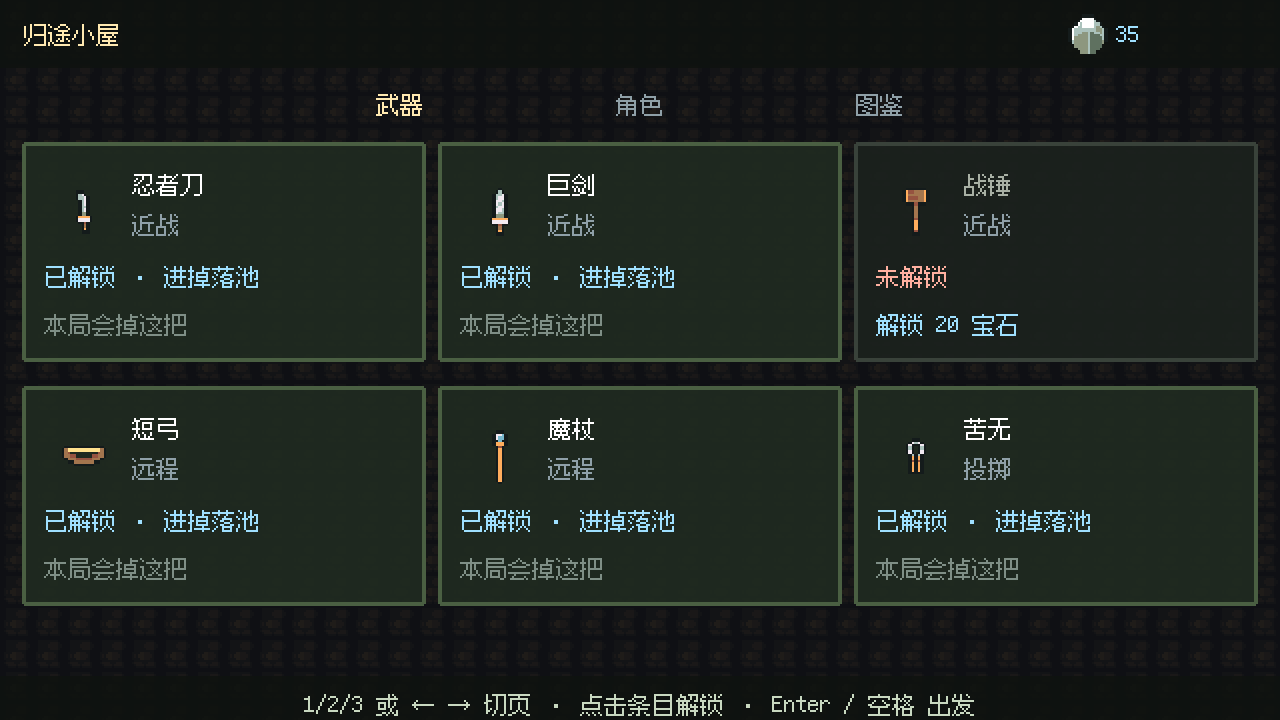 归途小屋
35
武器 角色 图鉴
忍者刀
近战
已解锁 · 进掉落池
本局会掉这把
巨剑
近战
已解锁 · 进掉落池
本局会掉这把
战锤
近战
未解锁
解锁 20 宝石
短弓
远程
已解锁 · 进掉落池
本局会掉这把
魔杖
远程
已解锁 · 进掉落池
本局会掉这把
苦无
投掷
已解锁 · 进掉落池
本局会掉这把
1/2/3 或 ← → 切页 · 点击条目解锁 · Enter / 空格 出发